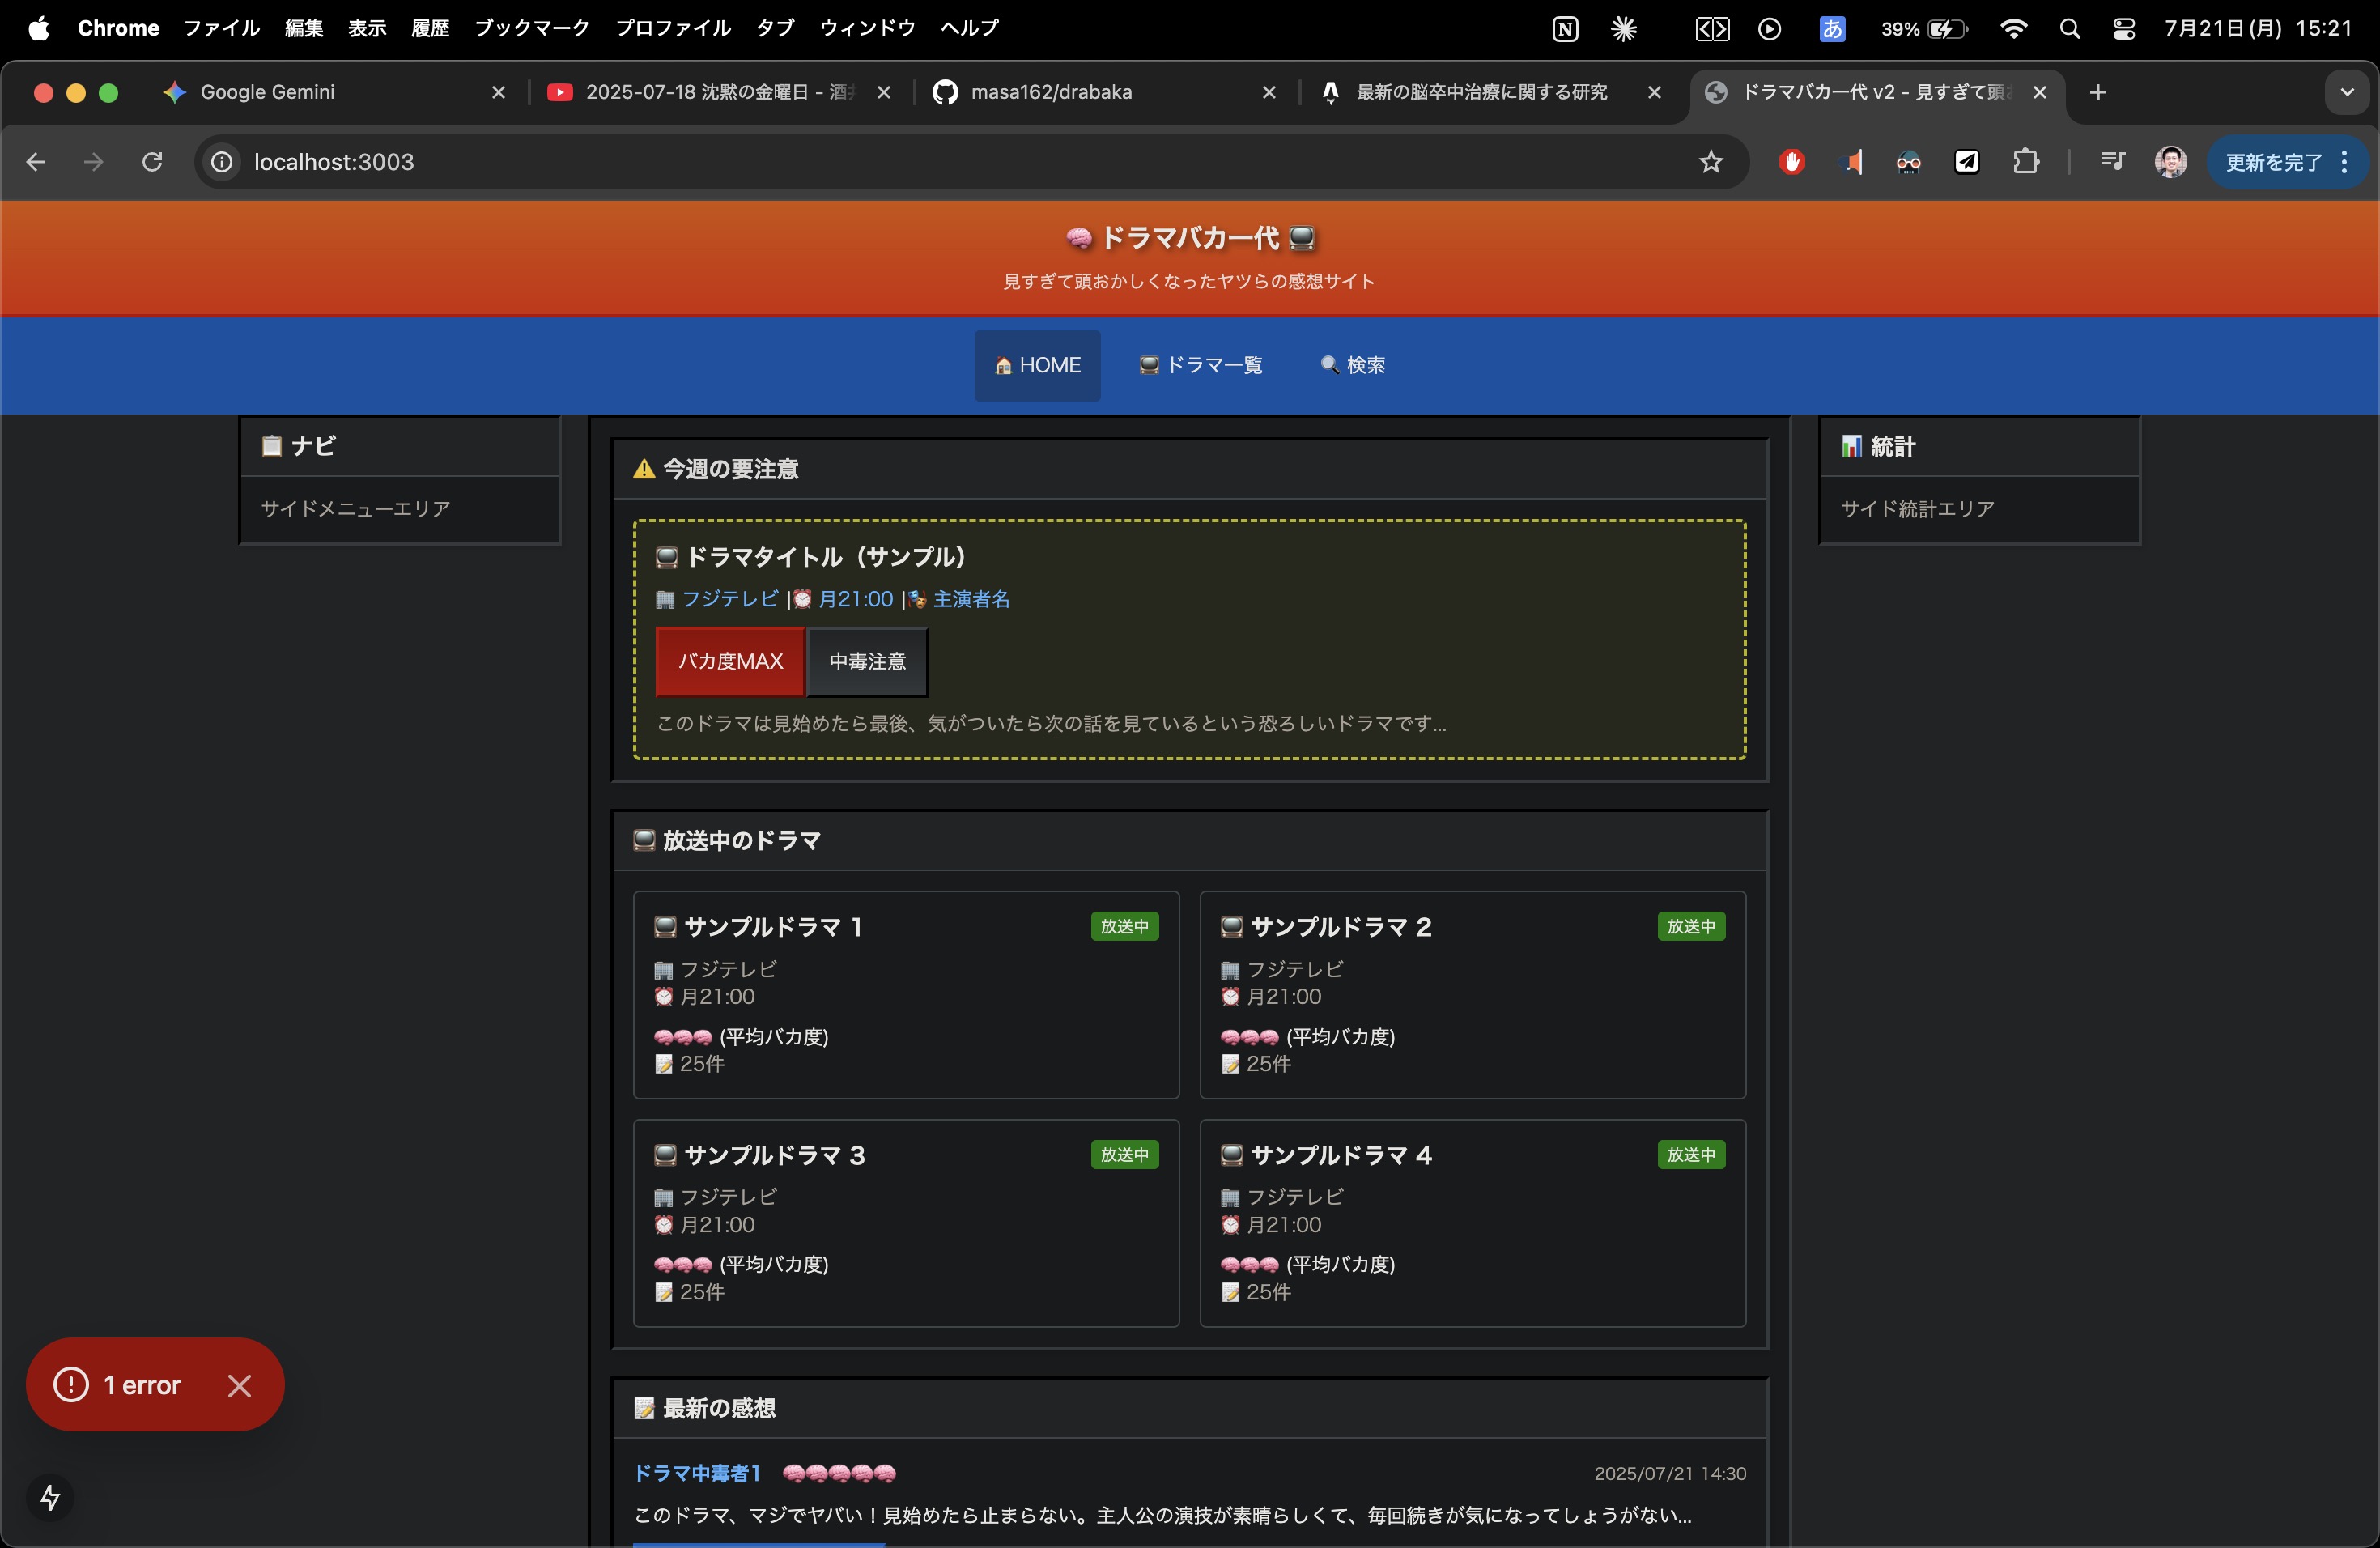 Chrome ファイル 編集 表示 履歴 ブックマーク プロファイル タブ ウィンドウ ヘルプ
あ 39% 7月21日(月) 15:21
Google Gemini
2025-07-18 沈黙の金曜日 - 酒
masa162/drabaka
最新の脳卒中治療に関する研究
ドラマバカ一代 v2 - 見すぎて頭
localhost:3003
更新を完了
🧠 ドラマバカ一代 📺
見すぎて頭おかしくなったヤツらの感想サイト
🏠 HOME
📺 ドラマ一覧
🔍 検索
📋 ナビ
サイドメニューエリア
⚠️ 今週の要注意
📺 ドラマタイトル（サンプル）
🏢 フジテレビ |⏰ 月21:00 |🎭 主演者名
バカ度MAX
中毒注意
このドラマは見始めたら最後、気がついたら次の話を見ているという恐ろしいドラマです...
📺 放送中のドラマ
📺 サンプルドラマ 1
放送中
🏢 フジテレビ
⏰ 月21:00
🧠🧠🧠 (平均バカ度)
📝 25件
📺 サンプルドラマ 2
放送中
🏢 フジテレビ
⏰ 月21:00
🧠🧠🧠 (平均バカ度)
📝 25件
📺 サンプルドラマ 3
放送中
🏢 フジテレビ
⏰ 月21:00
🧠🧠🧠 (平均バカ度)
📝 25件
📺 サンプルドラマ 4
放送中
🏢 フジテレビ
⏰ 月21:00
🧠🧠🧠 (平均バカ度)
📝 25件
📝 最新の感想
ドラマ中毒者1 🧠🧠🧠🧠🧠
2025/07/21 14:30
このドラマ、マジでヤバい！見始めたら止まらない。主人公の演技が素晴らしくて、毎回続きが気になってしょうがない...
📊 統計
サイド統計エリア
1 error